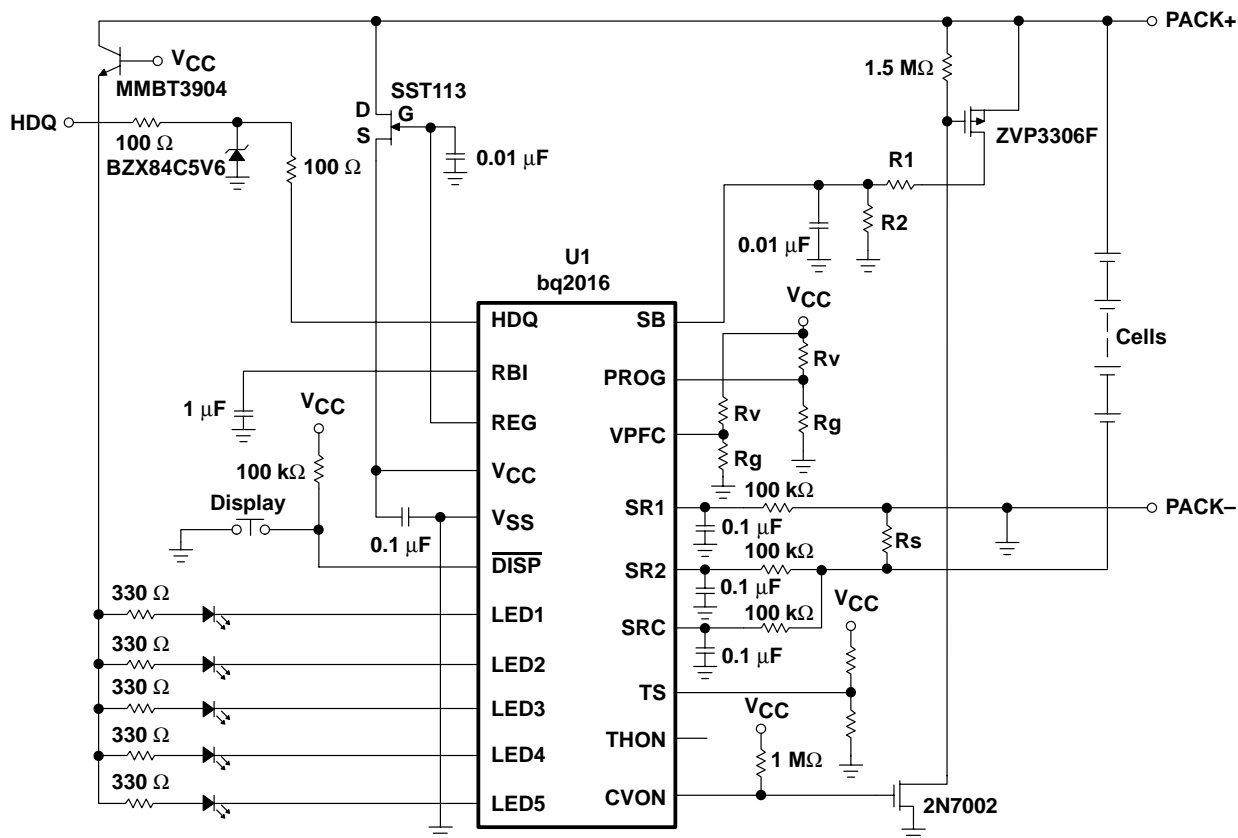 PACK+
VCC
MMBT3904
1.5 MΩ
SST113
D
G
S
HDQ
100 Ω
BZX84C5V6
100 Ω
0.01 μF
ZVP3306F
R1
R2
0.01 μF
U1
bq2016
VCC
HDQ
SB
Rv
Cells
RBI
PROG
1 μF
VCC
REG
Rv
Rg
VPFC
Rg
100 kΩ
VCC
Display
100 kΩ
SR1
PACK–
VSS
0.1 μF
0.1 μF
Rs
100 kΩ
DISP
SR2
0.1 μF
VCC
330 Ω
100 kΩ
LED1
SRC
0.1 μF
330 Ω
LED2
TS
330 Ω
VCC
LED3
THON
330 Ω
LED4
1 MΩ
330 Ω
LED5
CVON
2N7002